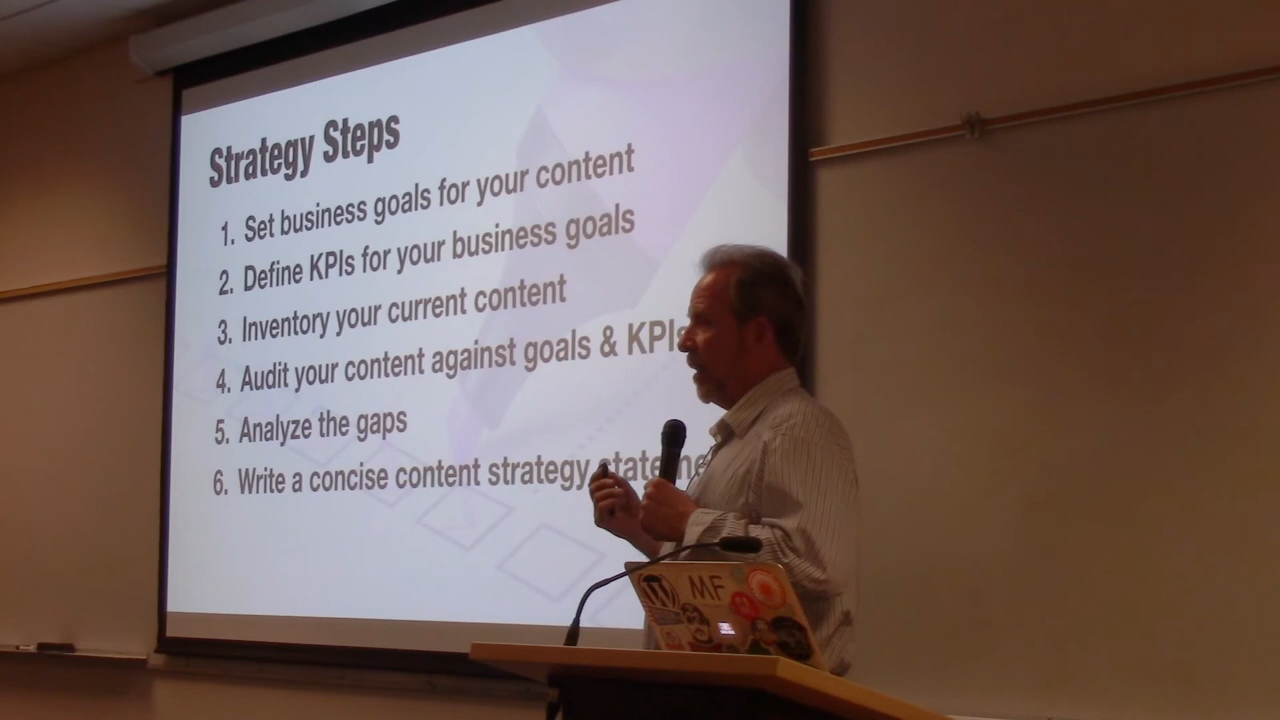 Strategy Steps
1. Set business goals for your content
2. Define KPIs for your business goals
3. Inventory your current content
4. Audit your content against goals & KPIs
5. Analyze the gaps
6. Write a concise content strategy
MF